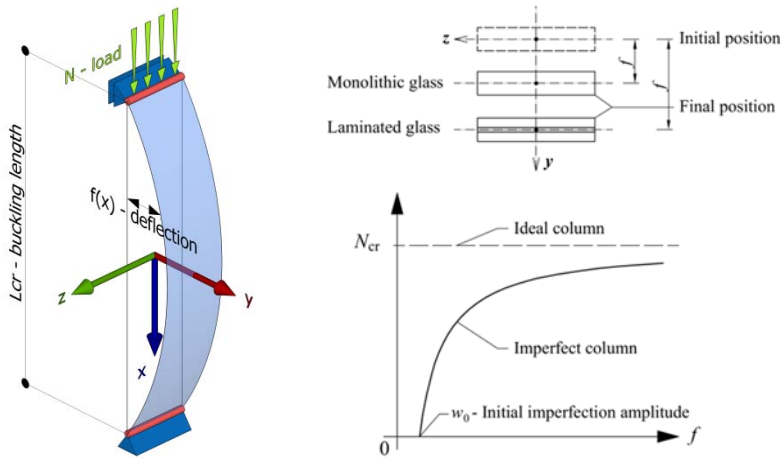 N - load
Lcr - buckling length
f(x) - deflection
z
y
x
z
Initial position
f
f
Monolithic glass
Final position
Laminated glass
y
Ncr
Ideal column
Imperfect column
w0 - Initial imperfection amplitude
0
f